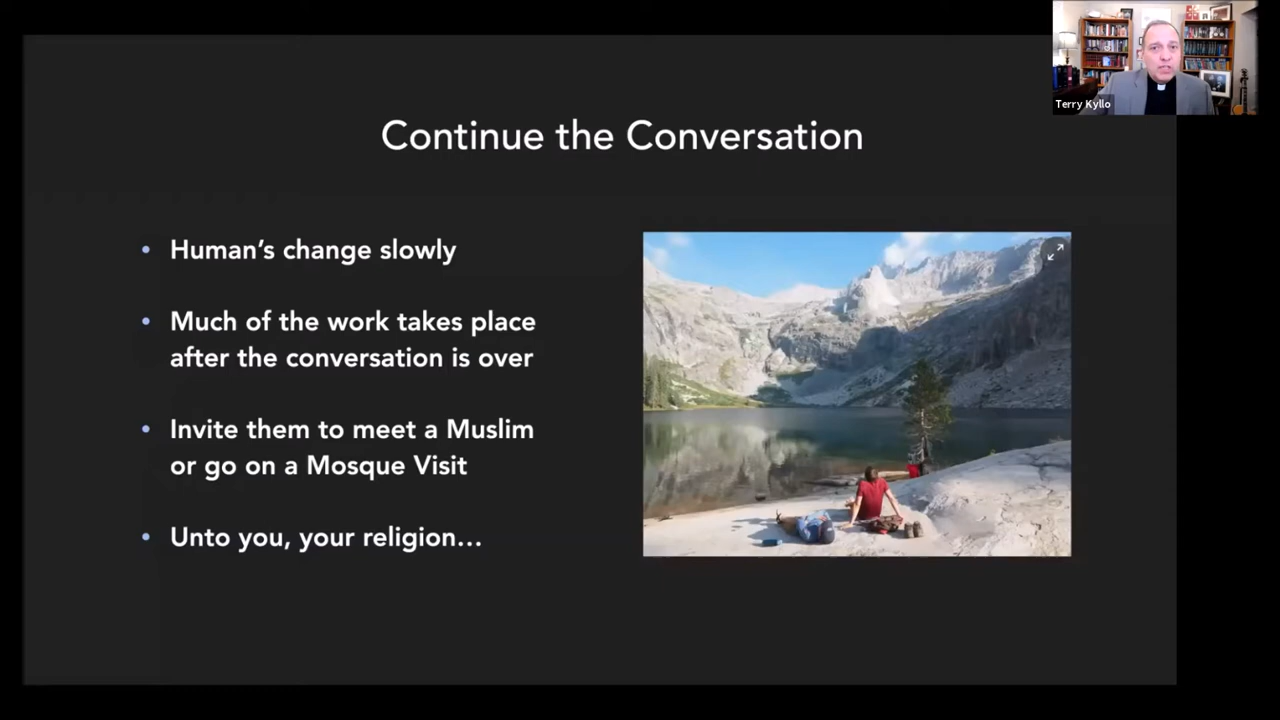 Terry Kyllo
Continue the Conversation
• Human’s change slowly
• Much of the work takes place
after the conversation is over
• Invite them to meet a Muslim
or go on a Mosque Visit
• Unto you, your religion…